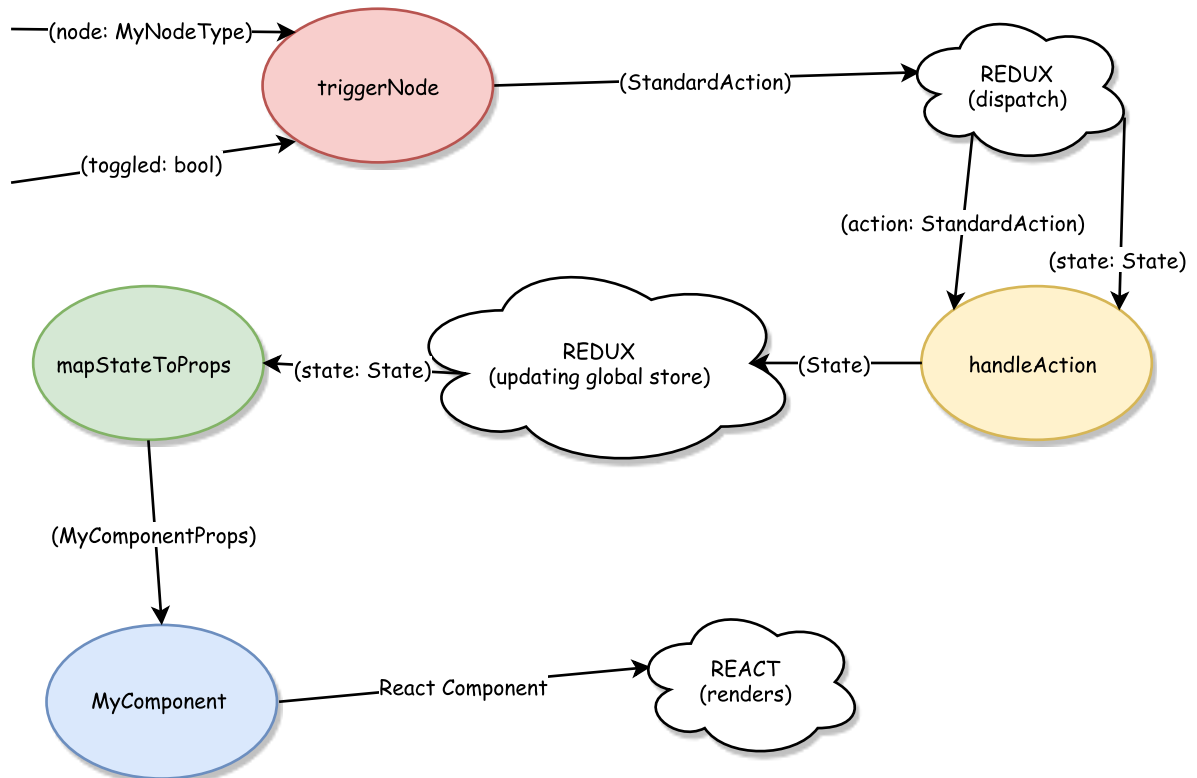 (node: MyNodeType)
triggerNode
(StandardAction)
REDUX
(dispatch)
(toggled: bool)
(action: StandardAction)
(state: State)
mapStateToProps
(state: State)
REDUX
(updating global store)
(State)
handleAction
(MyComponentProps)
MyComponent
React Component
REACT
(renders)